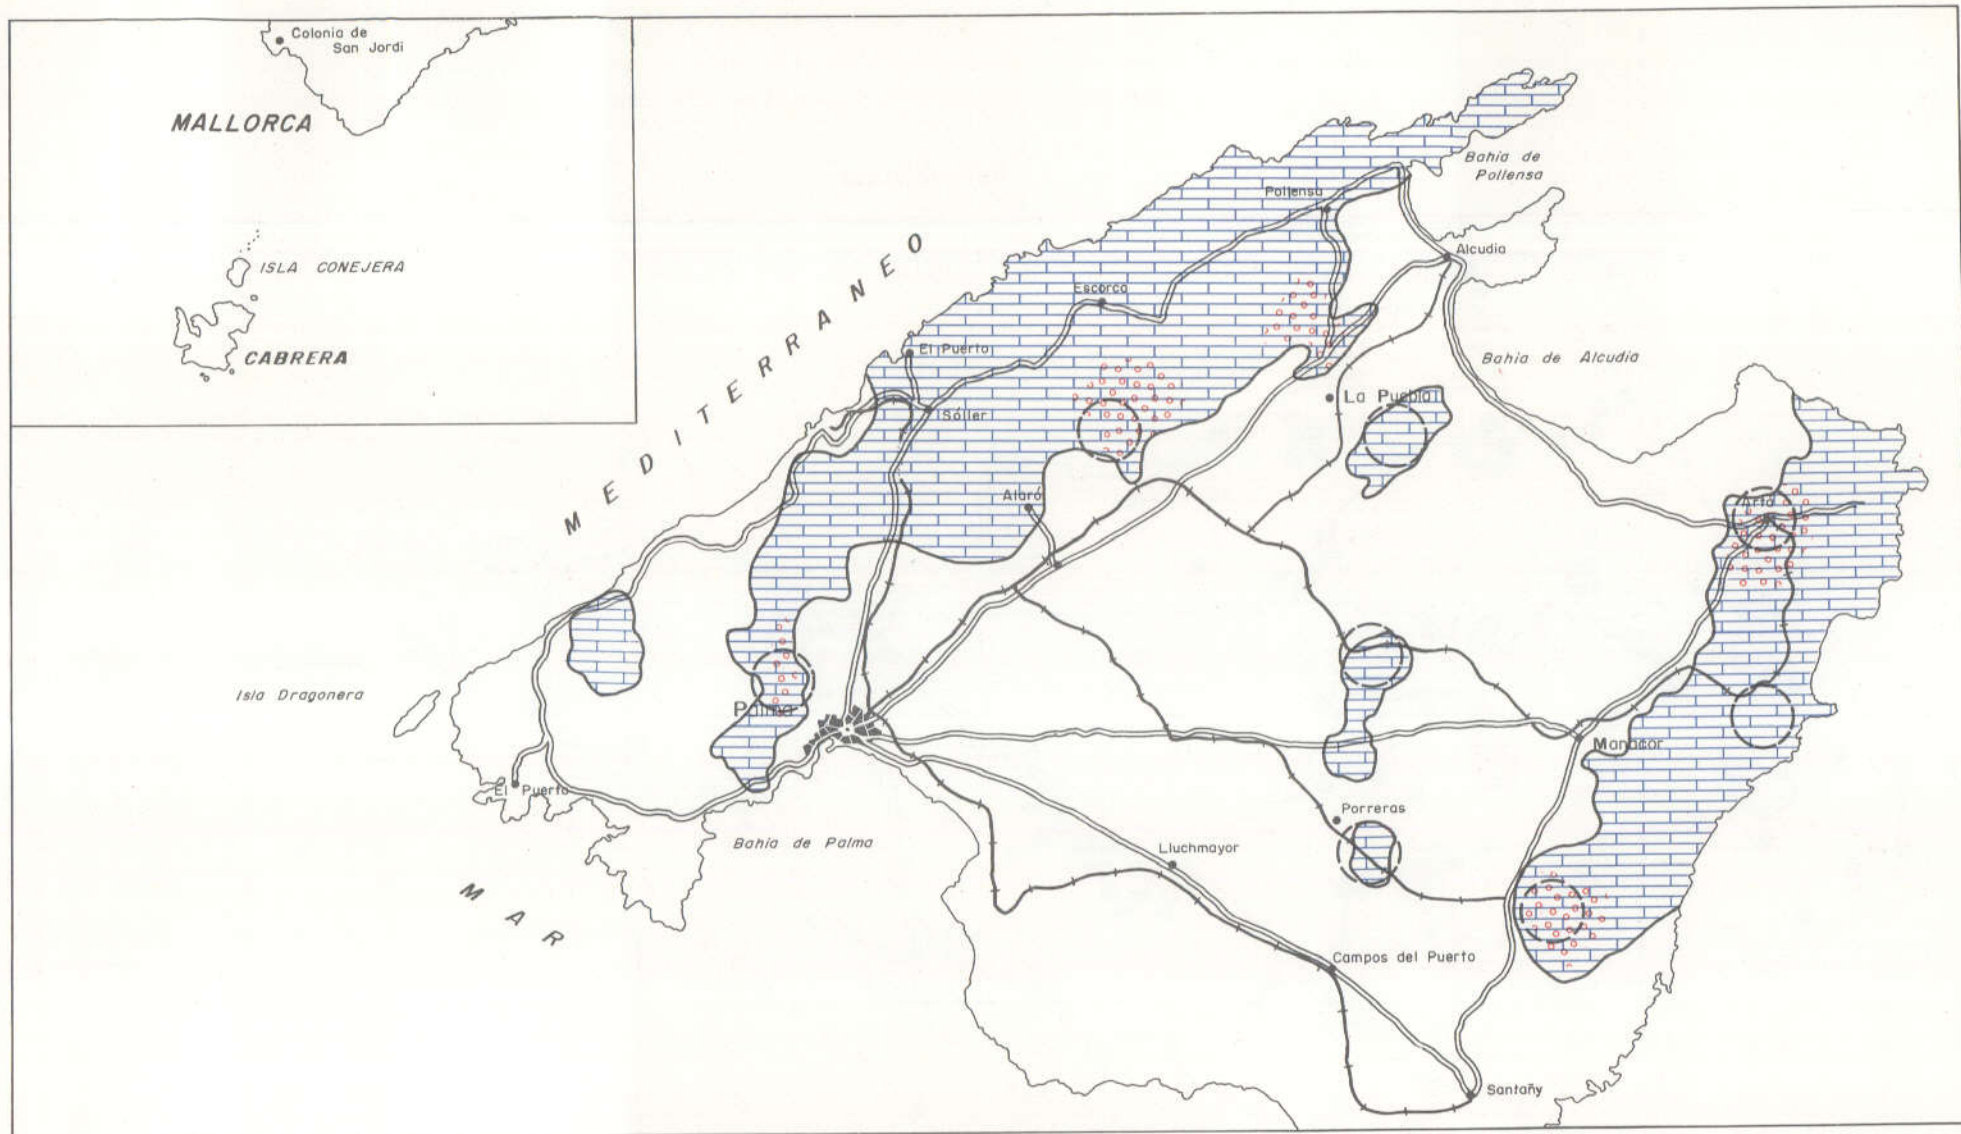 Colonia de
San Jordi
MALLORCA
ISLA CONEJERA
CABRERA
MAR MEDITERRANEO
Bahia de
Pollensa
Pollensa
Alcudia
Escorca
El Puerto
Bahia de Alcudia
La Puebla
Sóller
Alaró
Arta
Isla Dragonera
Palma
Manacor
El Puerto
Porreras
Bahia de Palma
Lluchmayor
Campos del Puerto
Santañy